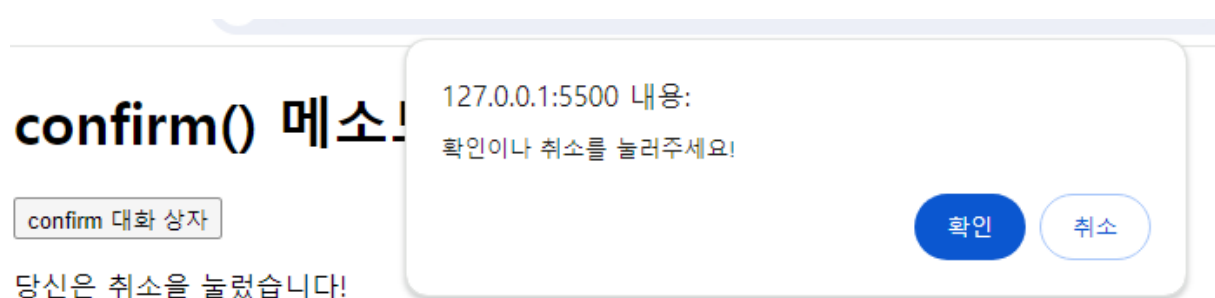 confirm() 메소
127.0.0.1:5500 내용:
확인이나 취소를 눌러주세요!
확인
취소
confirm 대화 상자
당신은 취소을 눌렀습니다!